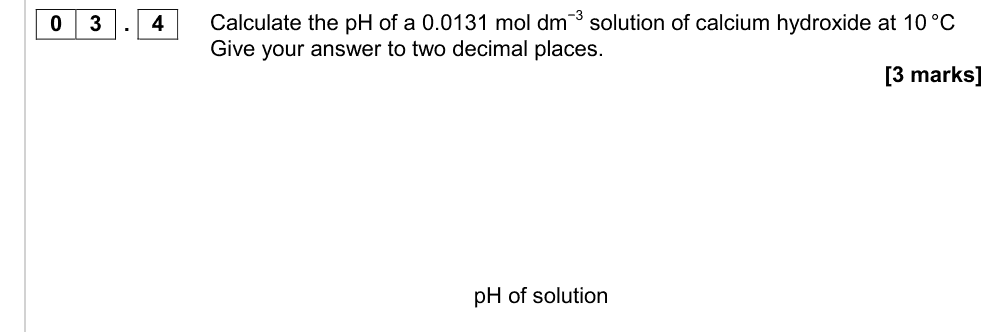 0 3 . 4 Calculate the pH of a 0.0131 mol dm⁻³ solution of calcium hydroxide at 10 °C
Give your answer to two decimal places.
[3 marks]
pH of solution